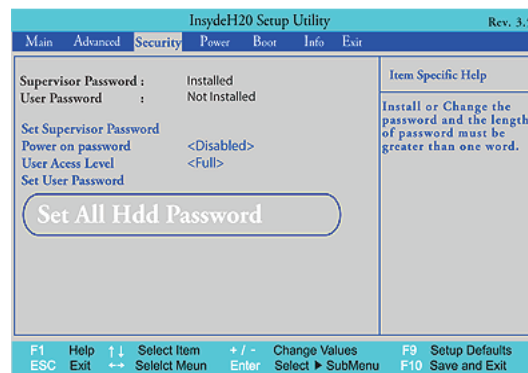 InsydeH20 Setup Utility Rev. 3.
Main Advanced Security Power Boot Info Exit
Supervisor Password : Installed
User Password : Not Installed
Set Supervisor Password
Power on password <Disabled>
User Acess Level <Full>
Set User Password
Set All Hdd Password
Item Specific Help
Install or Change the
password and the length
of password must be
greater than one word.
F1 Help ↑↓ Select Item + / - Change Values F9 Setup Defaults
ESC Exit ↔ Selelct Meun Enter Select ▶ SubMenu F10 Save and Exit